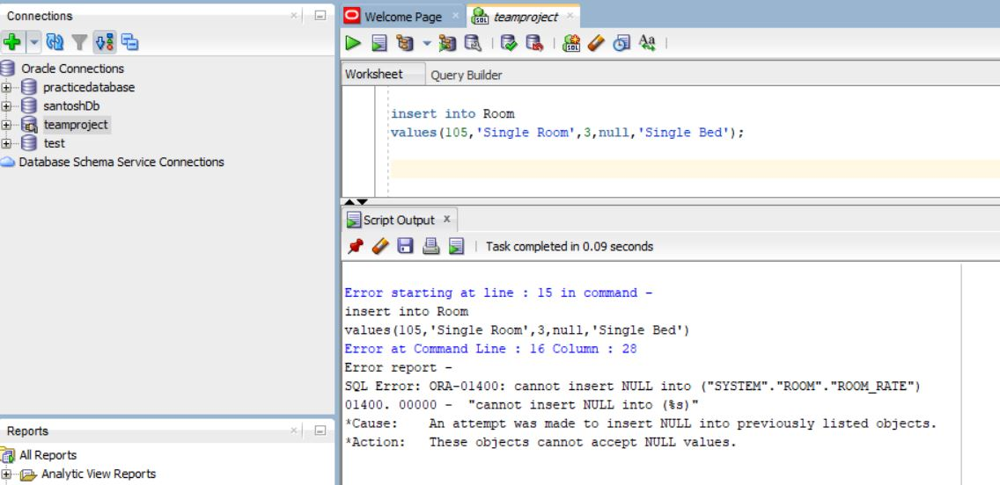 Connections
Oracle Connections
practicedatabase
santoshDb
teamproject
test
Database Schema Service Connections
Reports
All Reports
Analytic View Reports
Welcome Page
teamproject
SQL
SQL
Aa
Worksheet
Query Builder
insert into Room
values(105,'Single Room',3,null,'Single Bed');
Script Output
Task completed in 0.09 seconds
Error starting at line : 15 in command -
insert into Room
values(105,'Single Room',3,null,'Single Bed')
Error at Command Line : 16 Column : 28
Error report -
SQL Error: ORA-01400: cannot insert NULL into ("SYSTEM"."ROOM"."ROOM_RATE")
01400. 00000 -  "cannot insert NULL into (%s)"
*Cause:    An attempt was made to insert NULL into previously listed objects.
*Action:   These objects cannot accept NULL values.